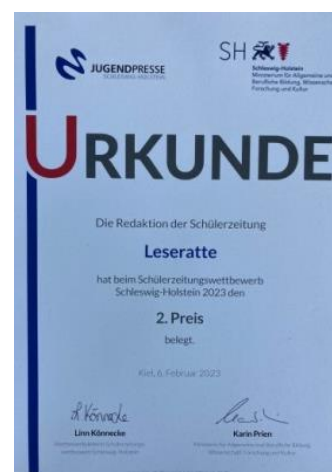 JUGENDPRESSE
SCHLESWIG-HOLSTEIN
SH
Schleswig-Holstein
Ministerium für Allgemeine und
Berufliche Bildung, Wissenschaft,
Forschung und Kultur
URKUNDE
Die Redaktion der Schülerzeitung
Leseratte
hat beim Schülerzeitungswettbewerb
Schleswig-Holstein 2023 den
2. Preis
belegt.
Kiel, 6. Februar 2023
Linn Könnecke
Karin Prien